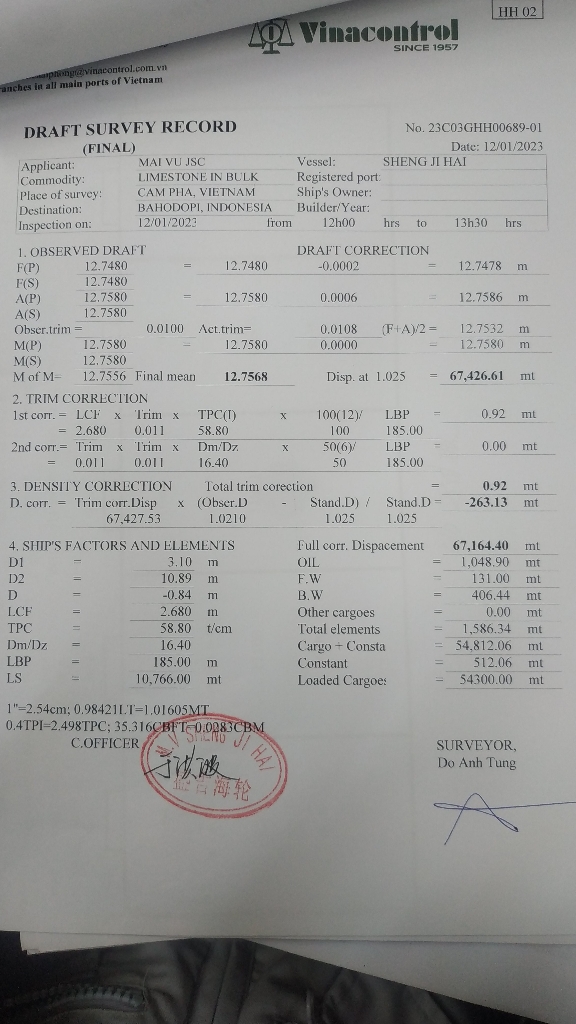 HH 02
Vinacontrol
SINCE 1957
@vinacontrol.com.vn
anches in all main ports of Vietnam
DRAFT SURVEY RECORD
No. 23C03GHH00689-01
(FINAL)
Date: 12/01/2023
Applicant: MAI VU JSC Vessel: SHENG JI HAI
Commodity: LIMESTONE IN BULK Registered port:
Place of survey: CAM PHA, VIETNAM Ship's Owner:
Destination: BAHODOPI, INDONESIA Builder/Year:
Inspection on: 12/01/2023 from 12h00 hrs to 13h30 hrs
1. OBSERVED DRAFT DRAFT CORRECTION
F(P) 12.7480 = 12.7480 -0.0002 = 12.7478 m
F(S) 12.7480
A(P) 12.7580 = 12.7580 0.0006 = 12.7586 m
A(S) 12.7580
Obser.trim = 0.0100 Act.trim= 0.0108 (F+A)/2 = 12.7532 m
M(P) 12.7580 = 12.7580 0.0000 = 12.7580 m
M(S) 12.7580
M of M= 12.7556 Final mean 12.7568 Disp. at 1.025 = 67,426.61 mt
2. TRIM CORRECTION
1st corr. = LCF x Trim x TPC(I) x 100(12)/ LBP = 0.92 mt
= 2.680 0.011 58.80 100 185.00
2nd corr.= Trim x Trim x Dm/Dz x 50(6)/ LBP = 0.00 mt
= 0.011 0.011 16.40 50 185.00
3. DENSITY CORRECTION Total trim corection = 0.92 mt
D. corr. = Trim corr.Disp x (Obser.D - Stand.D) / Stand.D = -263.13 mt
67,427.53 1.0210 1.025 1.025
4. SHIP'S FACTORS AND ELEMENTS Full corr. Dispacement 67,164.40 mt
D1 = 3.10 m OIL = 1,048.90 mt
D2 = 10.89 m F.W = 131.00 mt
D = -0.84 m B.W = 406.44 mt
LCF = 2.680 m Other cargoes = 0.00 mt
TPC = 58.80 t/cm Total elements = 1,586.34 mt
Dm/Dz = 16.40 Cargo + Consta = 54,812.06 mt
LBP = 185.00 m Constant = 512.06 mt
LS = 10,766.00 mt Loaded Cargoes = 54300.00 mt
1"=2.54cm; 0.9842LT=1.01605MT
0.4TPI=2.498TPC; 35.316CBFT=0.0283CBM
C.OFFICER
SURVEYOR,
Do Anh Tung
M.V SHENG JI HAI
海轮